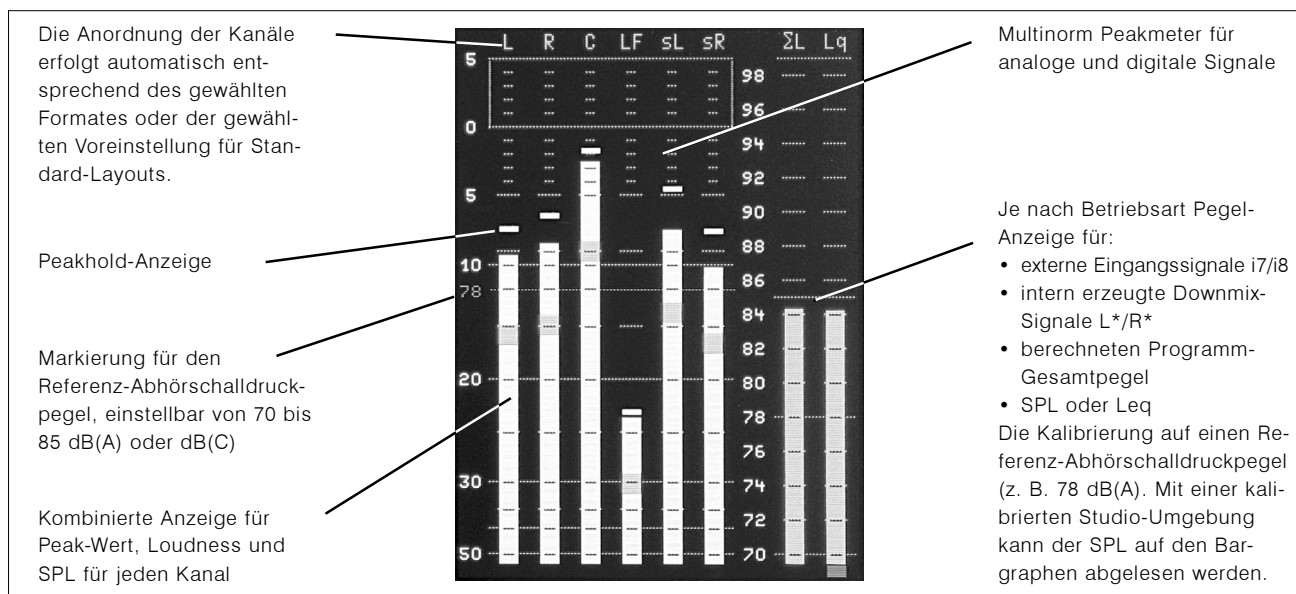 Die Anordnung der Kanäle
erfolgt automatisch ent-
sprechend des gewählten
Formates oder der gewähl-
ten Voreinstellung für Stan-
dard-Layouts.
Peakhold-Anzeige
Markierung für den
Referenz-Abhörschalldruck-
pegel, einstellbar von 70 bis
85 dB(A) oder dB(C)
Kombinierte Anzeige für
Peak-Wert, Loudness und
SPL für jeden Kanal
L R C LF sL sR ΣL Lq
5
0
5
10
78
20
30
50
98
96
94
92
90
88
86
84
82
80
78
76
74
72
70
Multinorm Peakmeter für
analoge und digitale Signale
Je nach Betriebsart Pegel-
Anzeige für:
• externe Eingangssignale i7/i8
• intern erzeugte Downmix-
Signale L*/R*
• berechneten Programm-
Gesamtpegel
• SPL oder Leq
Die Kalibrierung auf einen Re-
ferenz-Abhörschalldruckpegel
(z. B. 78 dB(A). Mit einer kali-
brierten Studio-Umgebung
kann der SPL auf den Bar-
graphen abgelesen werden.